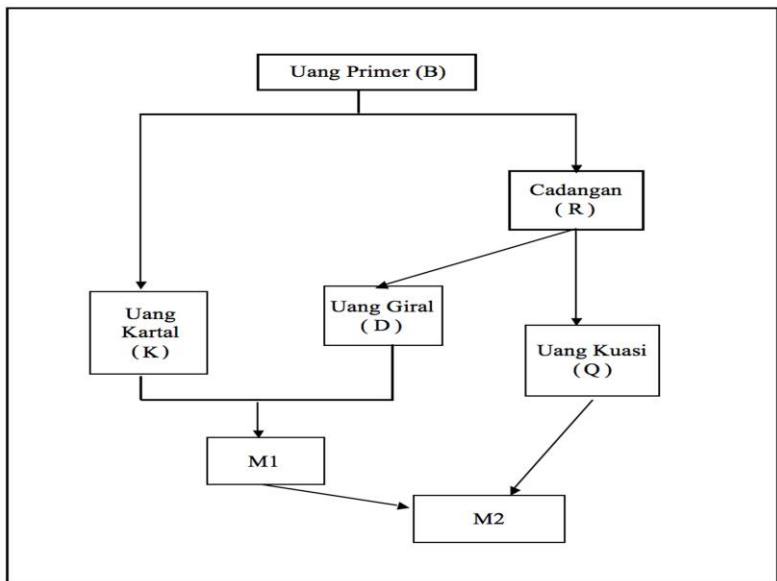 Uang Primer (B)
Cadangan
( R )
Uang
Kartal
( K )
Uang Giral
( D )
Uang Kuasi
( Q )
M1
M2